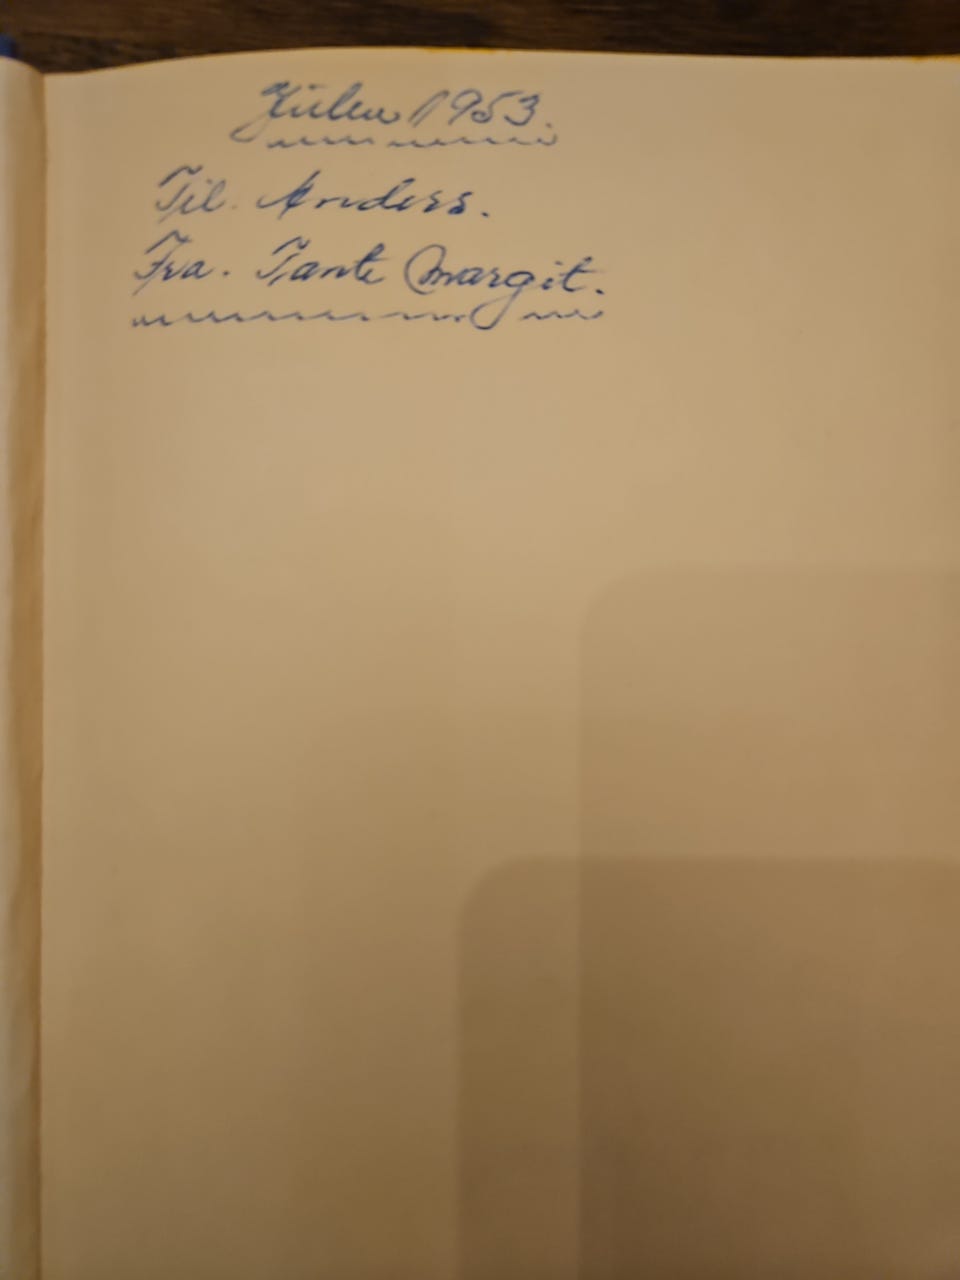 Julen 1953.
Til. Anders.
Fra. Tante Margit.